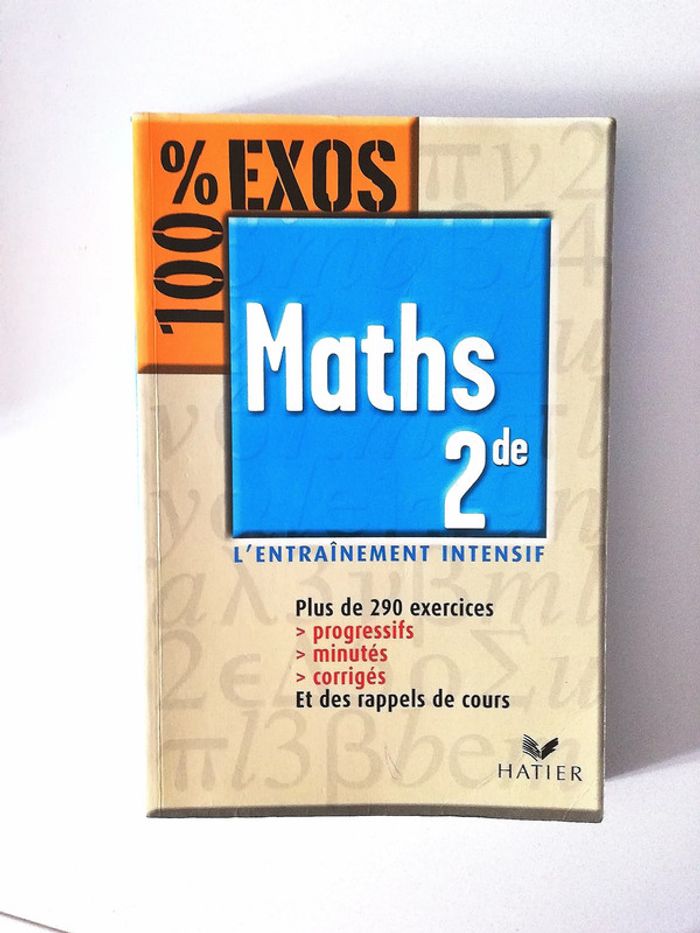 100% EXOS
Maths
2de
L'ENTRAÎNEMENT INTENSIF
Plus de 290 exercices
> progressifs
> minutés
> corrigés
Et des rappels de cours
HATIER